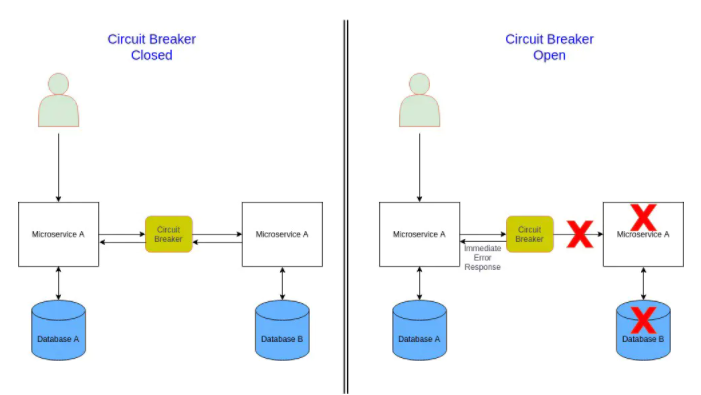 Circuit Breaker
Closed
Microservice A
Circuit
Breaker
Microservice A
Database A
Database B
Circuit Breaker
Open
Microservice A
Circuit
Breaker
X
X
Microservice A
Immediate
Error
Response
Database A
X
Database B